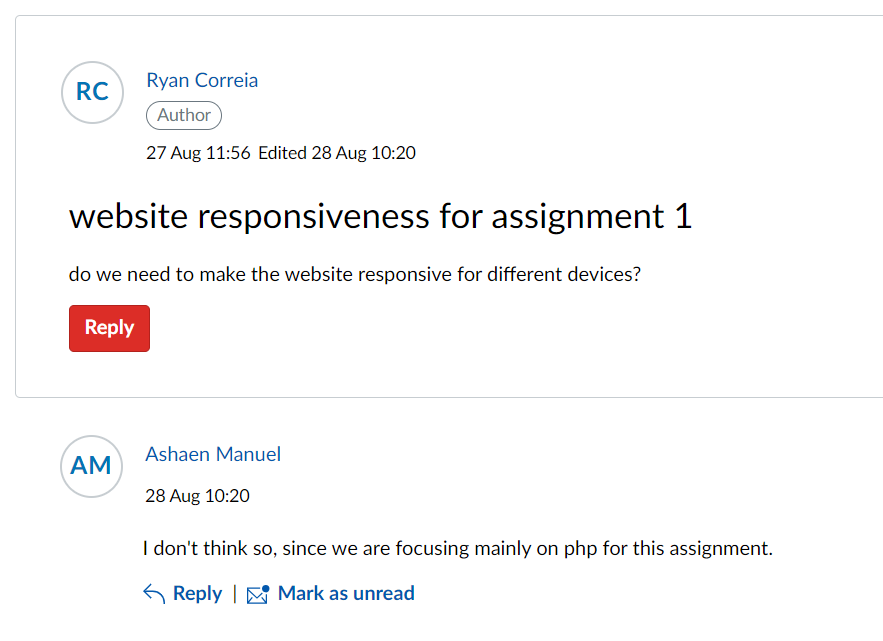 RC
Ryan Correia
Author
27 Aug 11:56 Edited 28 Aug 10:20
website responsiveness for assignment 1
do we need to make the website responsive for different devices?
Reply
AM
Ashaen Manuel
28 Aug 10:20
I don't think so, since we are focusing mainly on php for this assignment.
Reply | Mark as unread